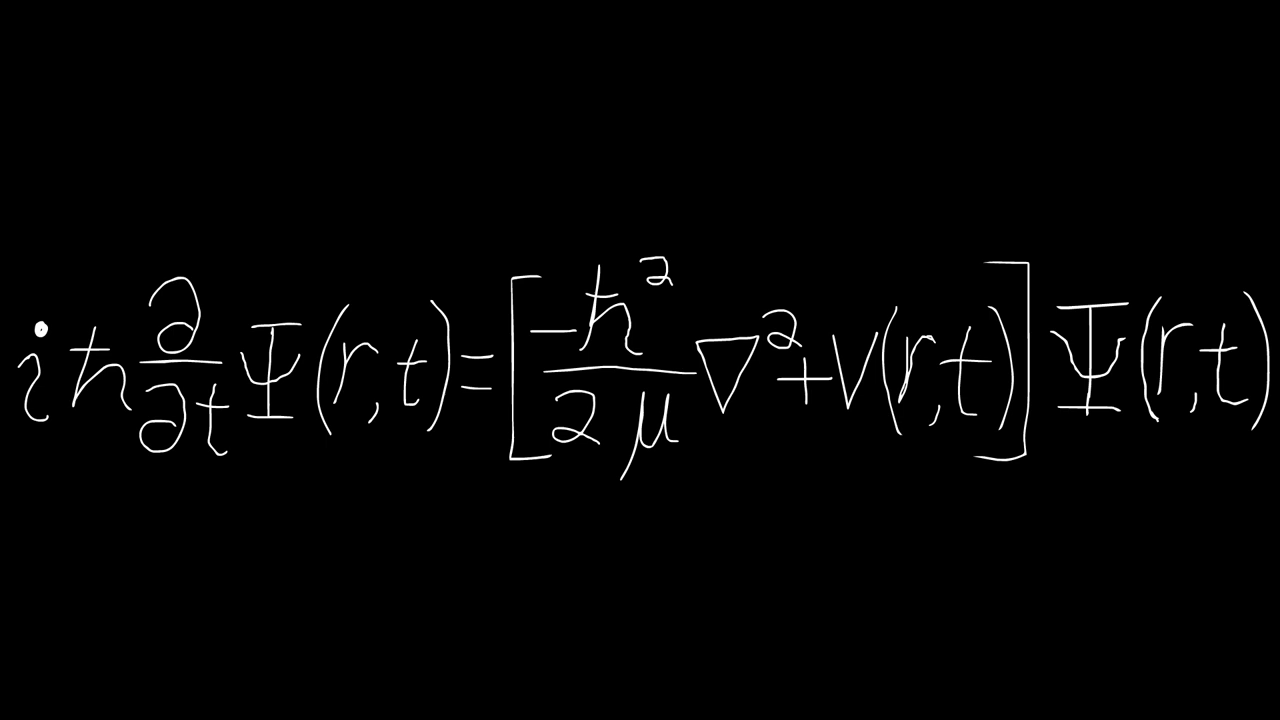 iℏ ∂/∂t Ψ(r,t) = [-ℏ²/2μ ∇² + V(r,t)] Ψ(r,t)